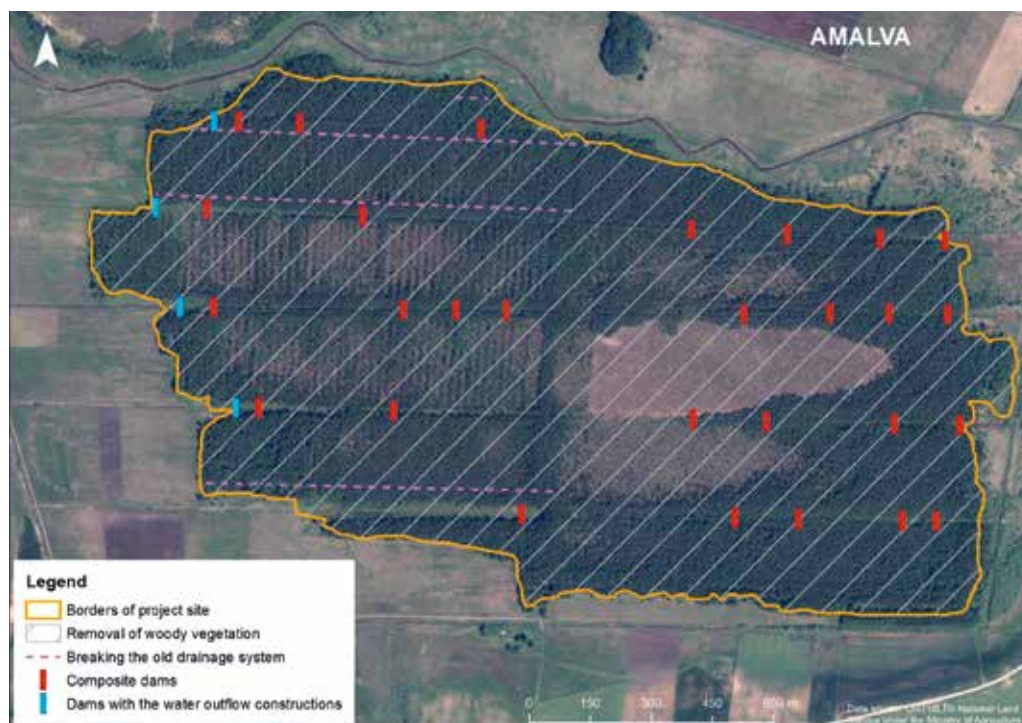 AMALVA
Legend
Borders of project site
Removal of woody vegetation
Breaking the old drainage system
Composite dams
Dams with the water outflow constructions
0 150 300 450 600 m